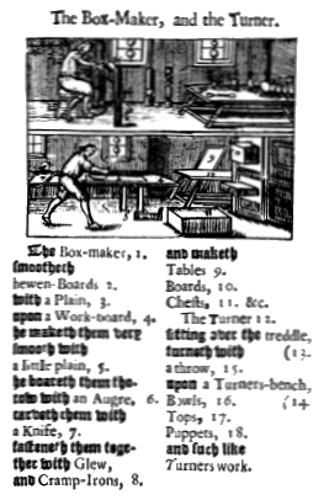 The Box-Maker, and the Turner.
The Box-maker, 1.
smootheth
hewen-Boards 2.
with a Plain, 3.
upon a Work-board, 4.
he maketh them very
smooth with
a little plain, 5.
he boareth them tho-
row with an Augre, 6.
carveth them with
a Knife, 7.
fasteneth them toge-
ther with Glew,
and Cramp-Irons, 8.
and maketh
Tables 9.
Boards, 10.
Chests, 11. &c.
The Turner 12.
sitting over the treddle,
turneth with (13.
a throw, 15.
upon a Turners-bench,
Bowls, 16. (14
Tops, 17.
Puppets, 18.
and such like
Turners work.